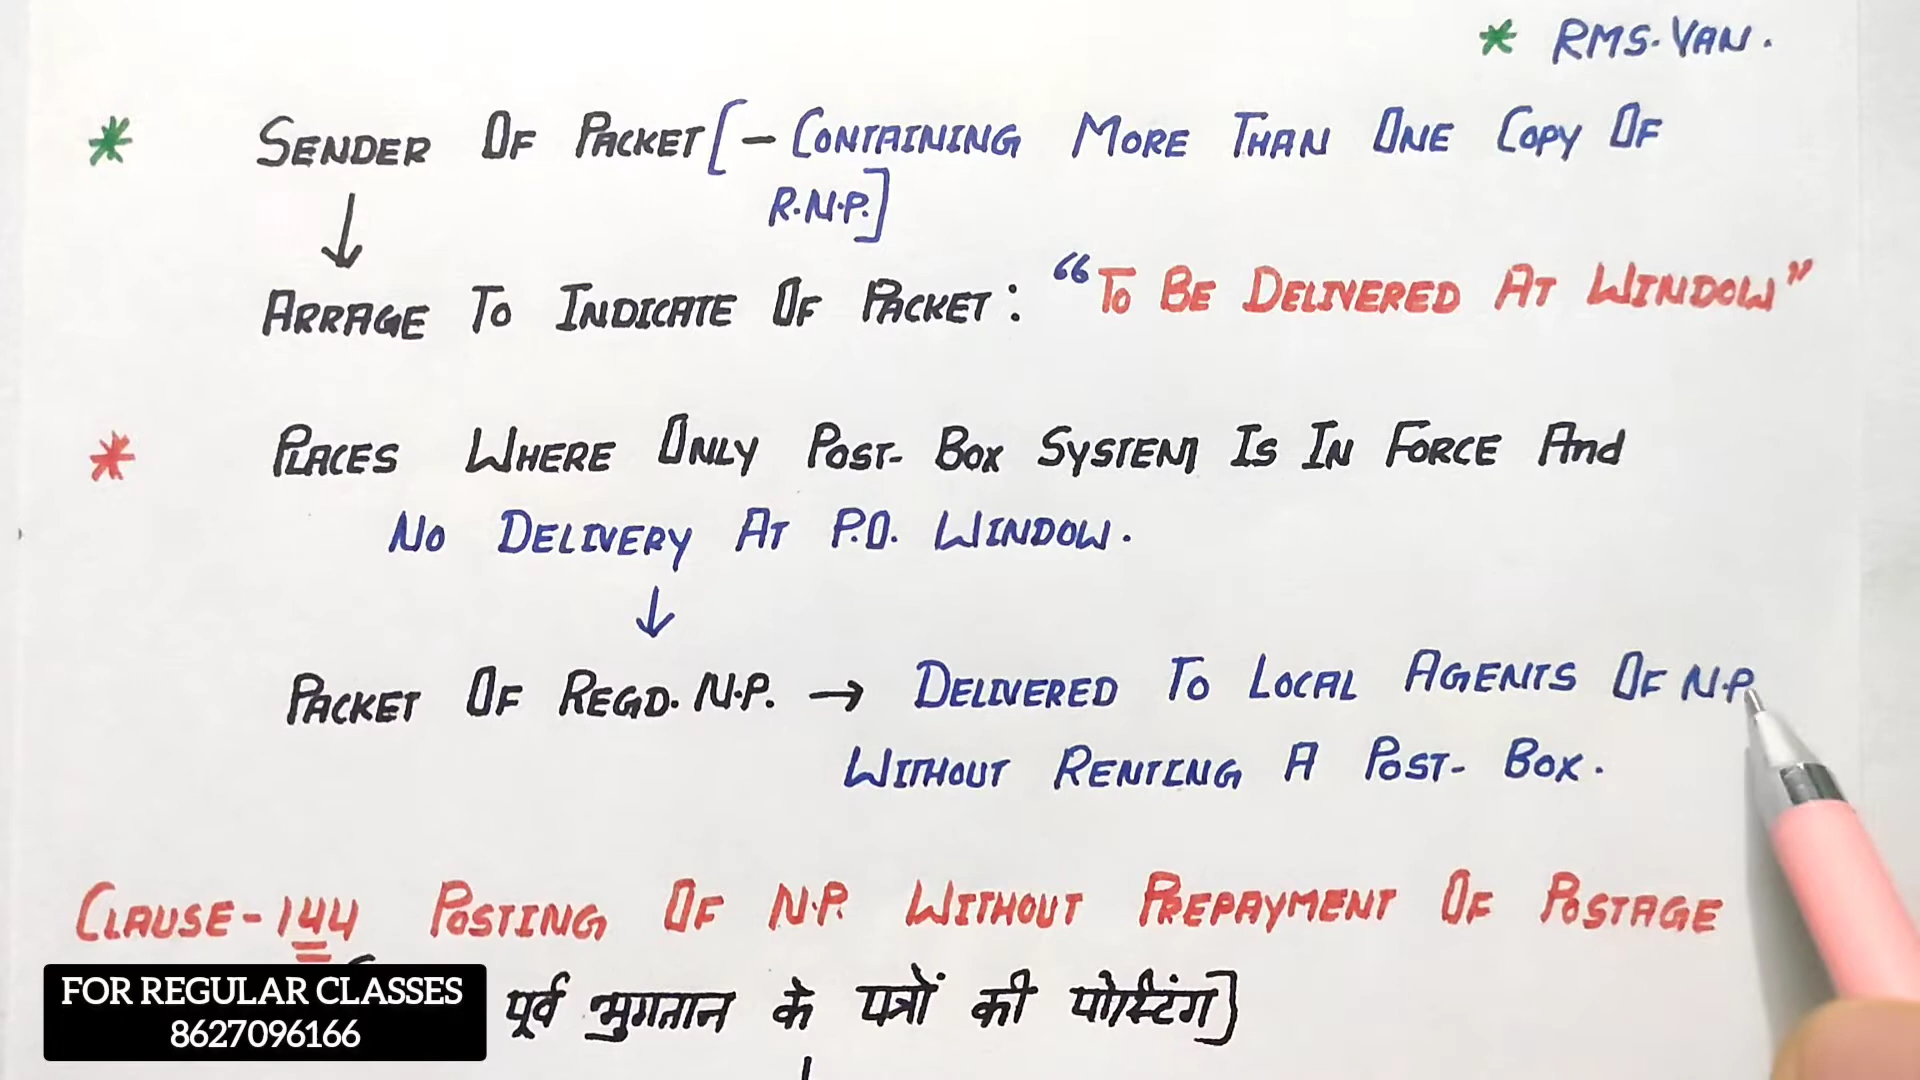 * RMS. VAN.
* SENDER OF PACKET [- CONTAINING MORE THAN ONE COPY OF
R.N.P.]
↓
ARRAGE TO INDICATE OF PACKET: "TO BE DELIVERED AT WINDOW"
* PLACES WHERE ONLY POST- BOX SYSTEM IS IN FORCE And
NO DELIVERY AT P.O. WINDOW.
↓
PACKET OF REGD. N.P. → DELIVERED TO LOCAL AGENTS OF N.P.
WITHOUT RENTING A POST- BOX.
CLAUSE-144 POSTING OF N.P. WITHOUT PREPAYMENT OF POSTAGE
पूर्व भुगतान के पत्रों की पोस्टिंग]
FOR REGULAR CLASSES
8627096166